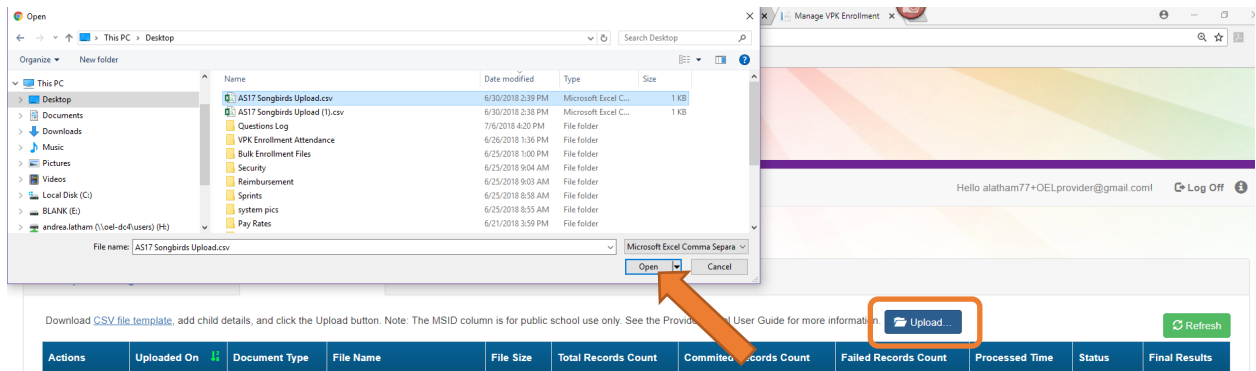 Open
Manage VPK Enrollment
This PC > Desktop
Search Desktop
Organize
New folder
Name
Date modified
Type
Size
This PC
Desktop
Documents
Downloads
Music
Pictures
Videos
Local Disk (C:)
BLANK (E:)
andrea.latham (\\oel-dc4\users) (H:)
AS17 Songbirds Upload.csv 6/30/2018 2:39 PM Microsoft Excel C... 1 KB
AS17 Songbirds Upload (1).csv 6/30/2018 2:38 PM Microsoft Excel C... 1 KB
Questions Log 7/6/2018 4:20 PM File folder
VPK Enrollment Attendance 6/26/2018 1:36 PM File folder
Bulk Enrollment Files 6/25/2018 1:00 PM File folder
Security 6/25/2018 9:04 AM File folder
Reimbursement 6/25/2018 9:03 AM File folder
Sprints 6/25/2018 8:58 AM File folder
system pics 6/25/2018 8:55 AM File folder
Pay Rates 6/21/2018 3:59 PM File folder
File name: AS17 Songbirds Upload.csv
Microsoft Excel Comma Separa
Open
Cancel
Hello alatham77+OELprovider@gmail.com!
Log Off
Download CSV file template, add child details, and click the Upload button. Note: The MSID column is for public school use only. See the User Guide for more information.
Upload...
Refresh
Actions
Uploaded On
Document Type
File Name
File Size
Total Records Count
Commited Records Count
Failed Records Count
Processed Time
Status
Final Results